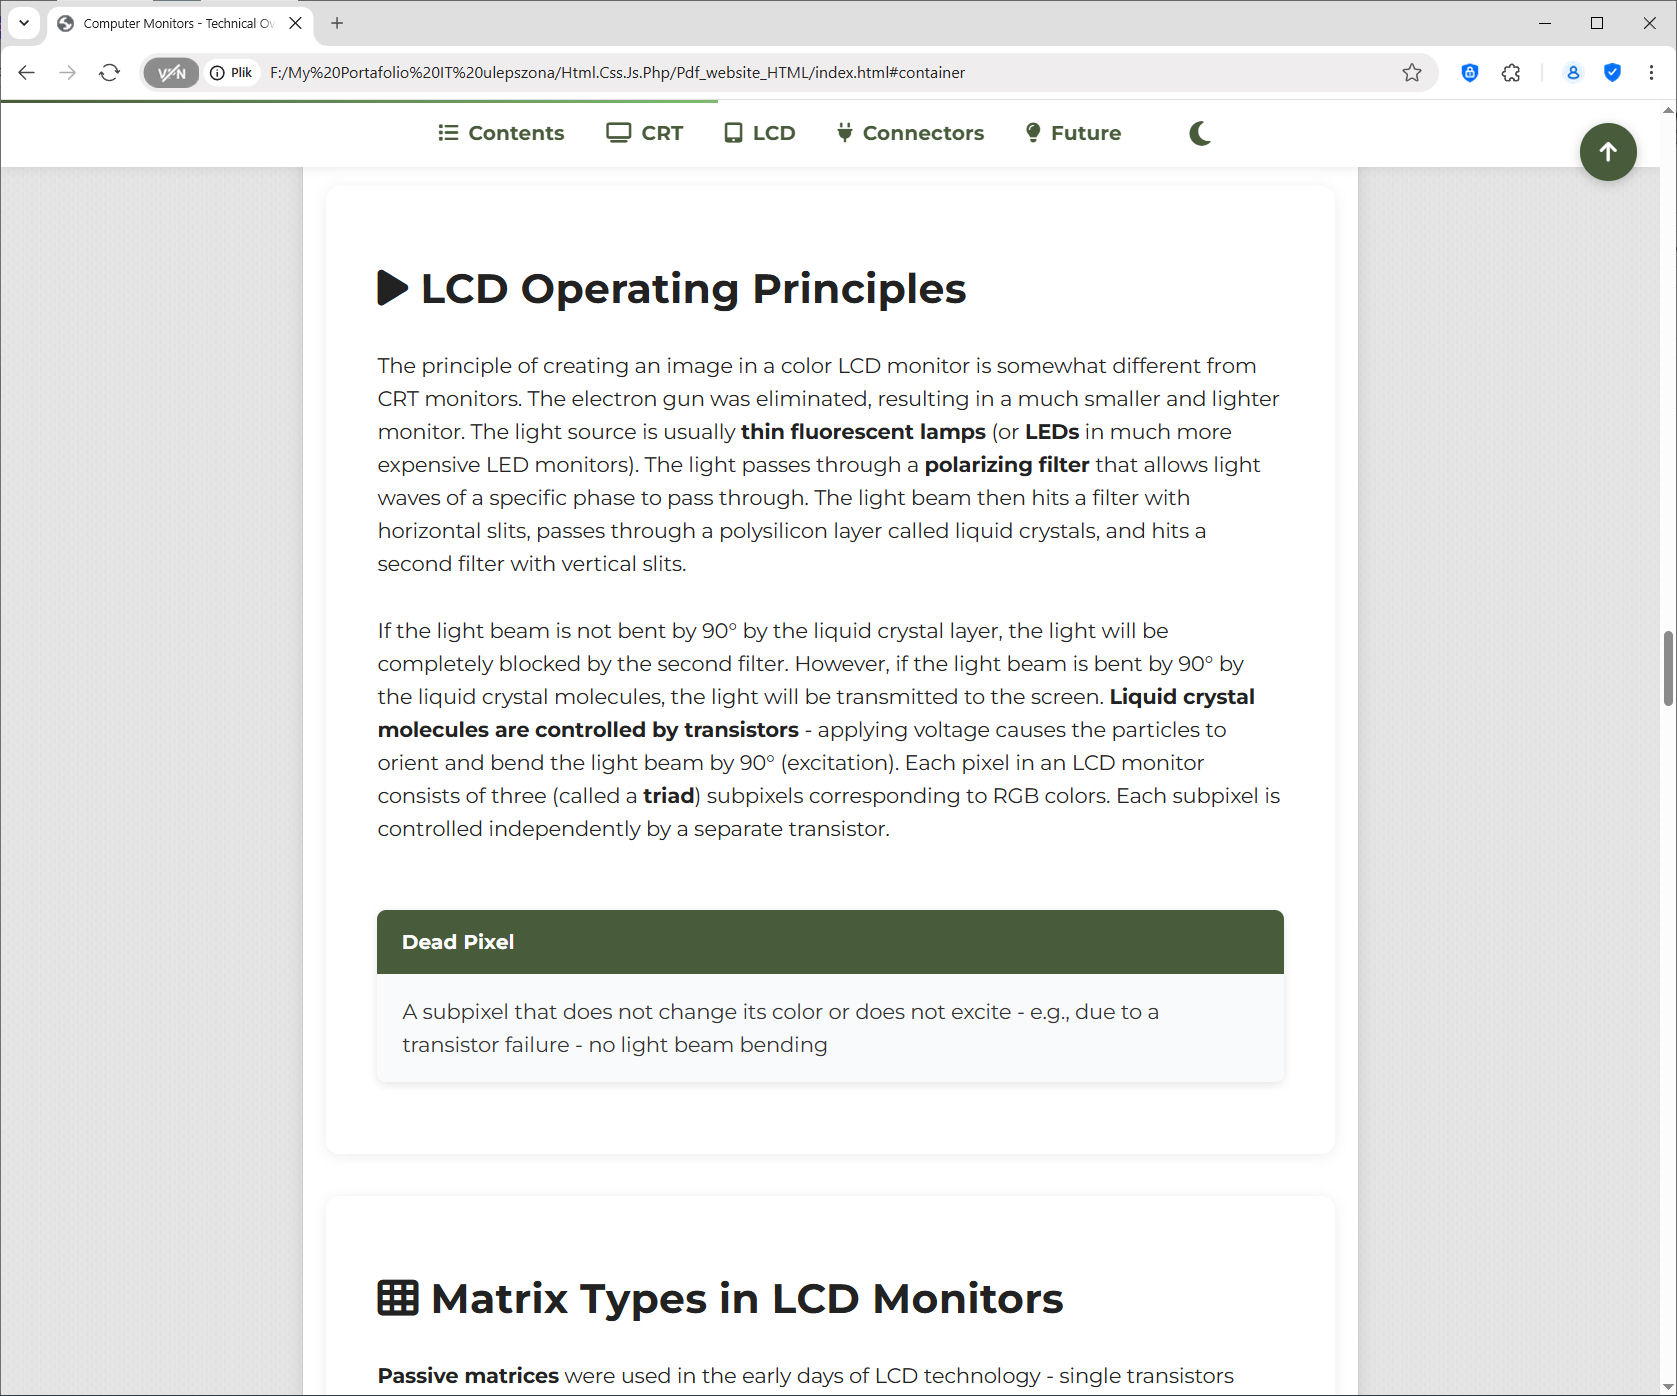 Computer Monitors - Technical Ov
VPN
Plik
F:/My%20Portafolio%20IT%20ulepszona/Html.Css.Js.Php/Pdf_website_HTML/index.html#container
Contents
CRT
LCD
Connectors
Future
LCD Operating Principles
The principle of creating an image in a color LCD monitor is somewhat different from
CRT monitors. The electron gun was eliminated, resulting in a much smaller and lighter
monitor. The light source is usually thin fluorescent lamps (or LEDs in much more
expensive LED monitors). The light passes through a polarizing filter that allows light
waves of a specific phase to pass through. The light beam then hits a filter with
horizontal slits, passes through a polysilicon layer called liquid crystals, and hits a
second filter with vertical slits.
If the light beam is not bent by 90° by the liquid crystal layer, the light will be
completely blocked by the second filter. However, if the light beam is bent by 90° by
the liquid crystal molecules, the light will be transmitted to the screen. Liquid crystal
molecules are controlled by transistors - applying voltage causes the particles to
orient and bend the light beam by 90° (excitation). Each pixel in an LCD monitor
consists of three (called a triad) subpixels corresponding to RGB colors. Each subpixel is
controlled independently by a separate transistor.
Dead Pixel
A subpixel that does not change its color or does not excite - e.g., due to a
transistor failure - no light beam bending
Matrix Types in LCD Monitors
Passive matrices were used in the early days of LCD technology - single transistors